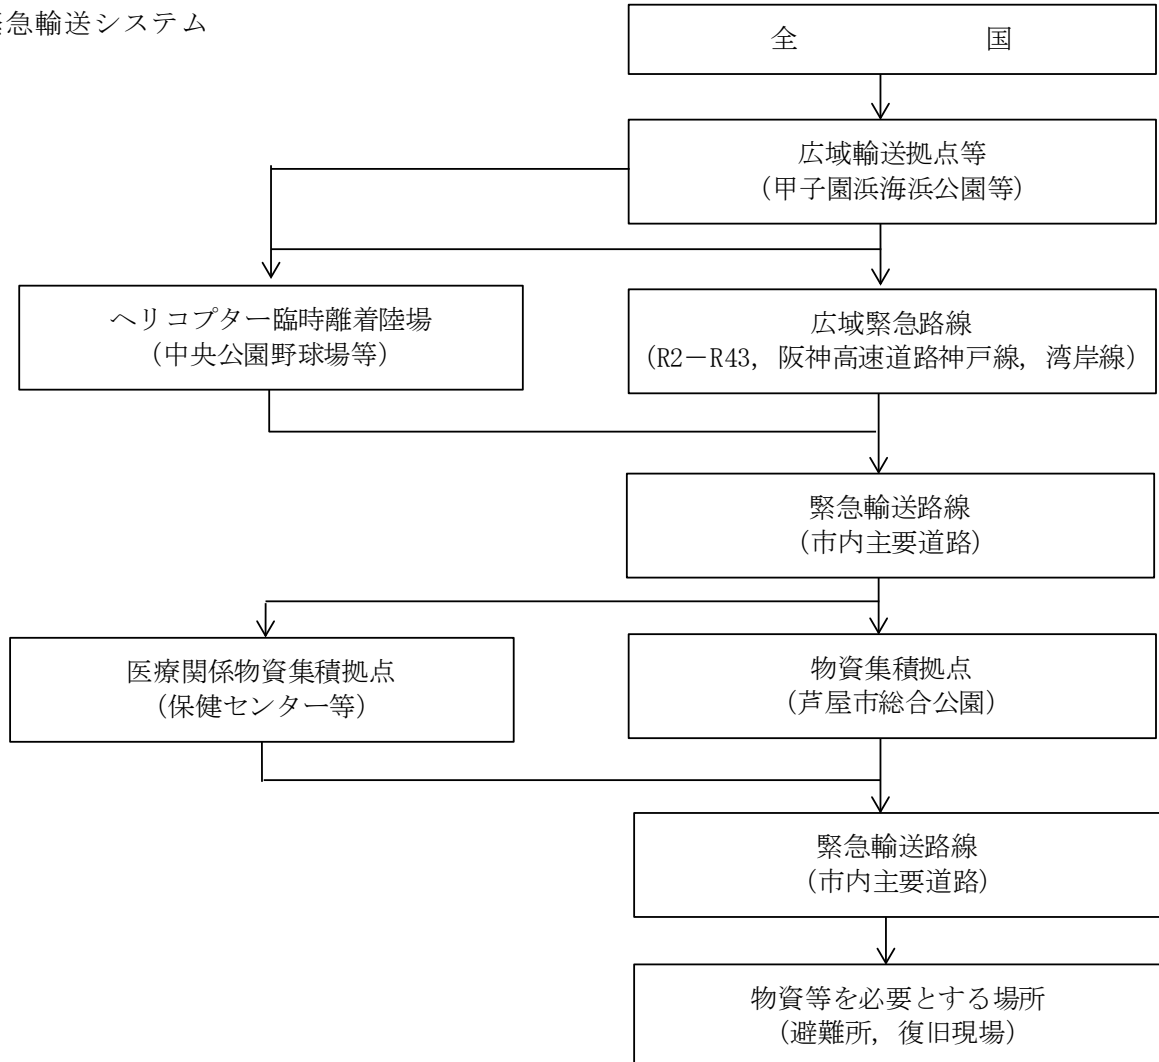 急輸送システム
全　　　　　国
広域輸送拠点等
（甲子園浜海浜公園等）
ヘリコプター臨時離着陸場
（中央公園野球場等）
広域緊急路線
（R2－R43，阪神高速道路神戸線，湾岸線）
緊急輸送路線
（市内主要道路）
医療関係物資集積拠点
（保健センター等）
物資集積拠点
（芦屋市総合公園）
緊急輸送路線
（市内主要道路）
物資等を必要とする場所
（避難所，復旧現場）